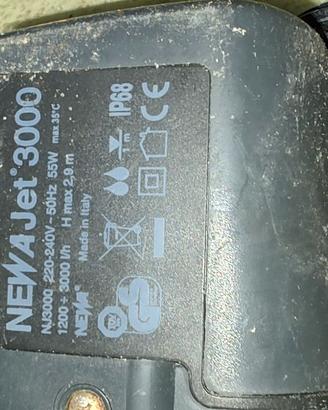 NEWA Jet® 3000
NJ3000 220-240V~50Hz 55W max.35°C
1200 ÷ 3000 l/h H max 2,9 m
NEWA® Made in Italy
IP68
CE
GS